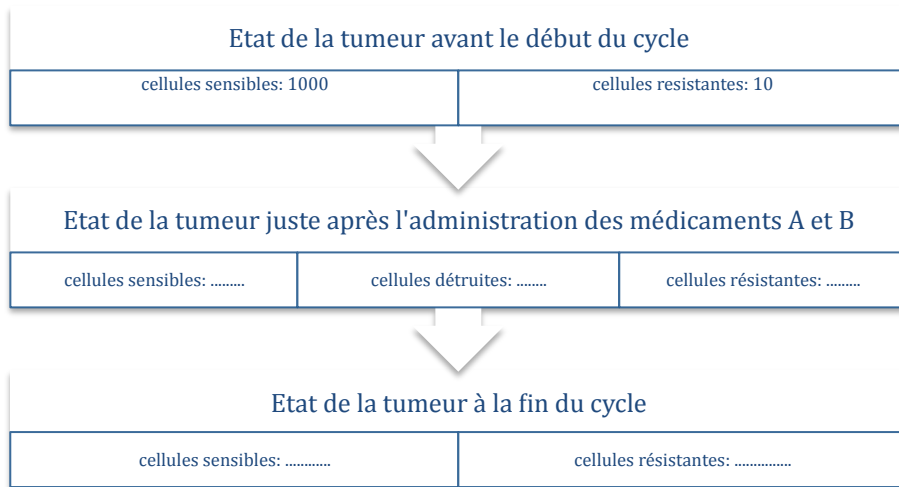 Etat de la tumeur avant le début du cycle
cellules sensibles: 1000
cellules resistantes: 10
Etat de la tumeur juste après l'administration des médicaments A et B
cellules sensibles: .........
cellules détruites: ........
cellules résistantes: .........
Etat de la tumeur à la fin du cycle
cellules sensibles: ............
cellules résistantes: ...............